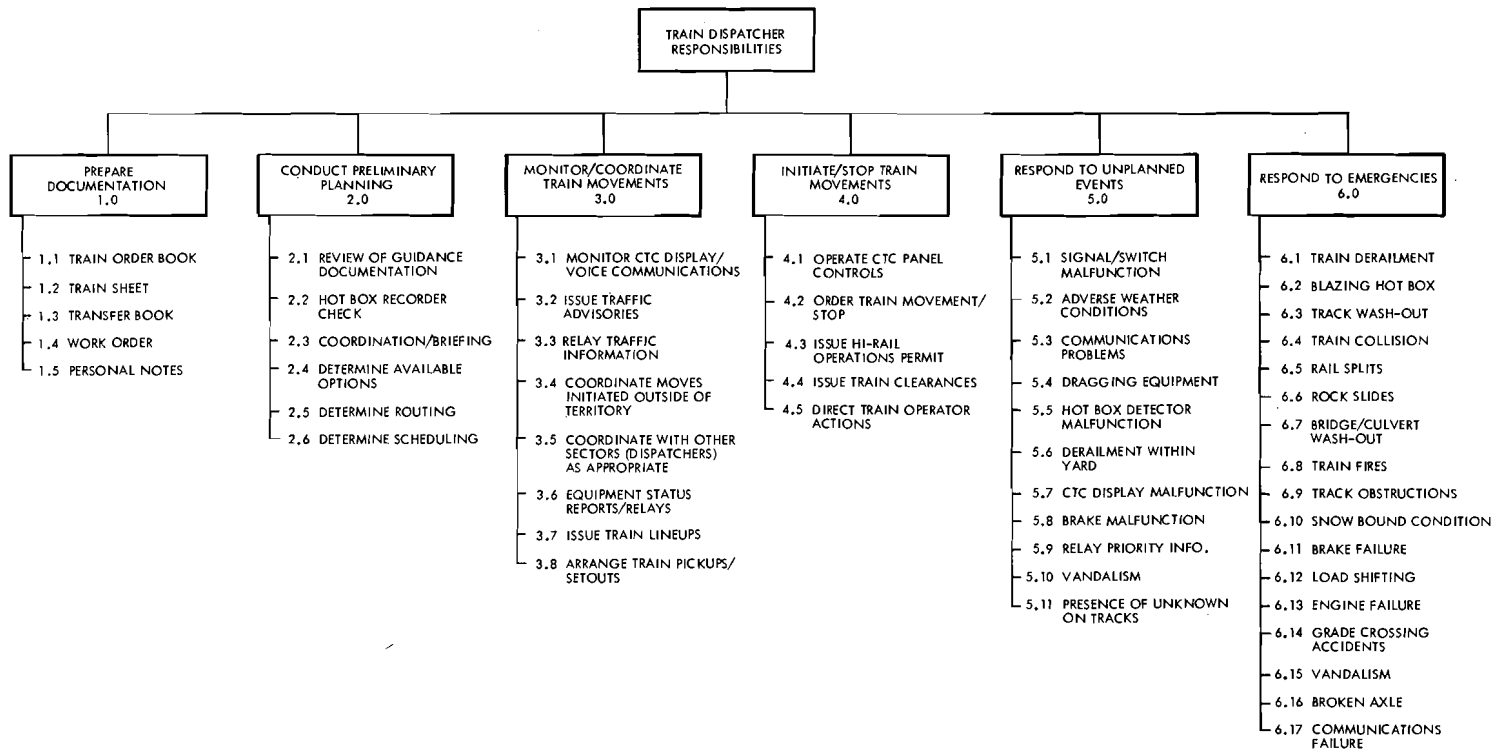 TRAIN DISPATCHER
RESPONSIBILITIES
PREPARE
DOCUMENTATION
1.0
1.1 TRAIN ORDER BOOK
1.2 TRAIN SHEET
1.3 TRANSFER BOOK
1.4 WORK ORDER
1.5 PERSONAL NOTES
CONDUCT PRELIMINARY
PLANNING
2.0
2.1 REVIEW OF GUIDANCE
DOCUMENTATION
2.2 HOT BOX RECORDER
CHECK
2.3 COORDINATION/BRIEFING
2.4 DETERMINE AVAILABLE
OPTIONS
2.5 DETERMINE ROUTING
2.6 DETERMINE SCHEDULING
MONITOR/COORDINATE
TRAIN MOVEMENTS
3.0
3.1 MONITOR CTC DISPLAY/
VOICE COMMUNICATIONS
3.2 ISSUE TRAFFIC
ADVISORIES
3.3 RELAY TRAFFIC
INFORMATION
3.4 COORDINATE MOVES
INITIATED OUTSIDE OF
TERRITORY
3.5 COORDINATE WITH OTHER
SECTORS (DISPATCHERS)
AS APPROPRIATE
3.6 EQUIPMENT STATUS
REPORTS/RELAYS
3.7 ISSUE TRAIN LINEUPS
3.8 ARRANGE TRAIN PICKUPS/
SETOUTS
INITIATE/STOP TRAIN
MOVEMENTS
4.0
4.1 OPERATE CTC PANEL
CONTROLS
4.2 ORDER TRAIN MOVEMENT/
STOP
4.3 ISSUE HI-RAIL
OPERATIONS PERMIT
4.4 ISSUE TRAIN CLEARANCES
4.5 DIRECT TRAIN OPERATOR
ACTIONS
RESPOND TO UNPLANNED
EVENTS
5.0
5.1 SIGNAL/SWITCH
MALFUNCTION
5.2 ADVERSE WEATHER
CONDITIONS
5.3 COMMUNICATIONS
PROBLEMS
5.4 DRAGGING EQUIPMENT
5.5 HOT BOX DETECTOR
MALFUNCTION
5.6 DERAILMENT WITHIN
YARD
5.7 CTC DISPLAY MALFUNCTION
5.8 BRAKE MALFUNCTION
5.9 RELAY PRIORITY INFO.
5.10 VANDALISM
5.11 PRESENCE OF UNKNOWN
ON TRACKS
RESPOND TO EMERGENCIES
6.0
6.1 TRAIN DERAILMENT
6.2 BLAZING HOT BOX
6.3 TRACK WASH-OUT
6.4 TRAIN COLLISION
6.5 RAIL SPLITS
6.6 ROCK SLIDES
6.7 BRIDGE/CULVERT
WASH-OUT
6.8 TRAIN FIRES
6.9 TRACK OBSTRUCTIONS
6.10 SNOW BOUND CONDITION
6.11 BRAKE FAILURE
6.12 LOAD SHIFTING
6.13 ENGINE FAILURE
6.14 GRADE CROSSING
ACCIDENTS
6.15 VANDALISM
6.16 BROKEN AXLE
6.17 COMMUNICATIONS
FAILURE